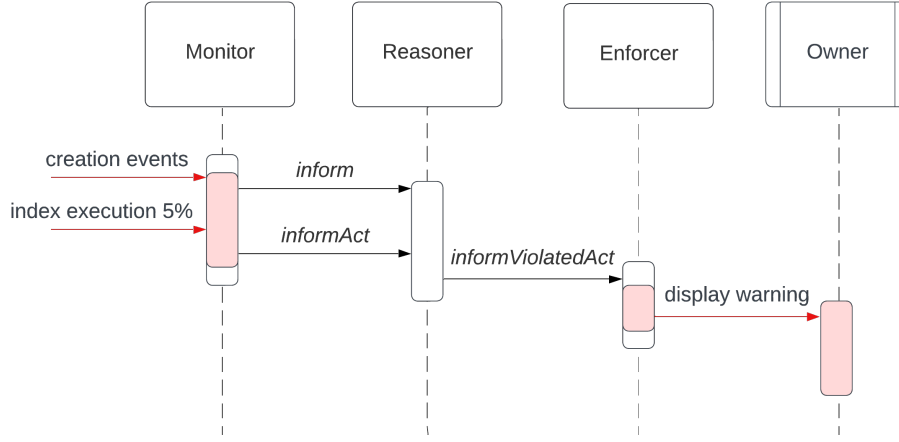 Monitor
Reasoner
Enforcer
Owner
creation events
inform
index execution 5%
informAct
informViolatedAct
display warning